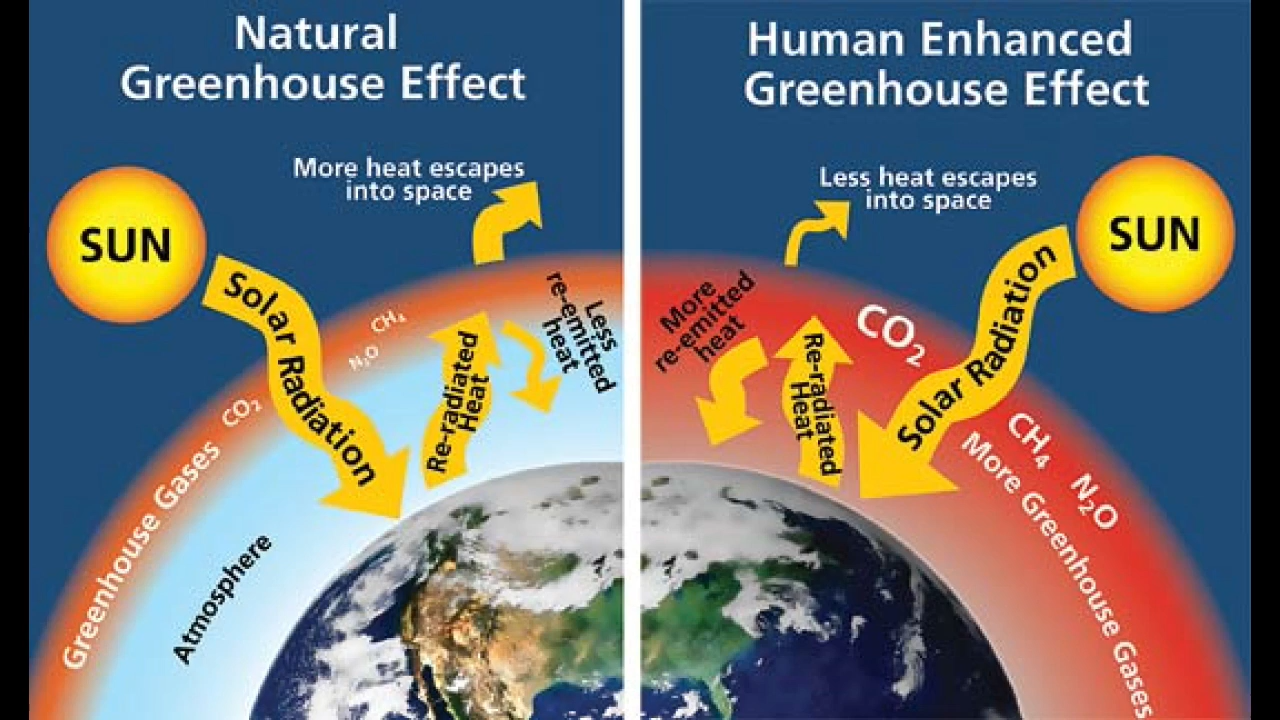 Natural
Greenhouse Effect
More heat escapes
into space
SUN
Solar Radiation
Re-radiated
Heat
Less
re-emitted
heat
CH₄
N₂O
CO₂
Greenhouse Gases
Atmosphere
Human Enhanced
Greenhouse Effect
Less heat escapes
into space
SUN
Solar Radiation
More
re-emitted
heat
Re-radiated
Heat
CO₂
CH₄
N₂O
More Greenhouse Gases